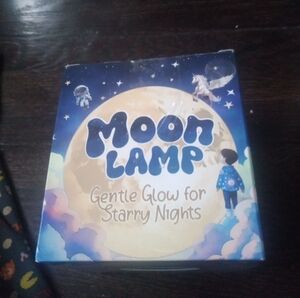 MOON
LAMP
Gentle Glow for
Starry Nights